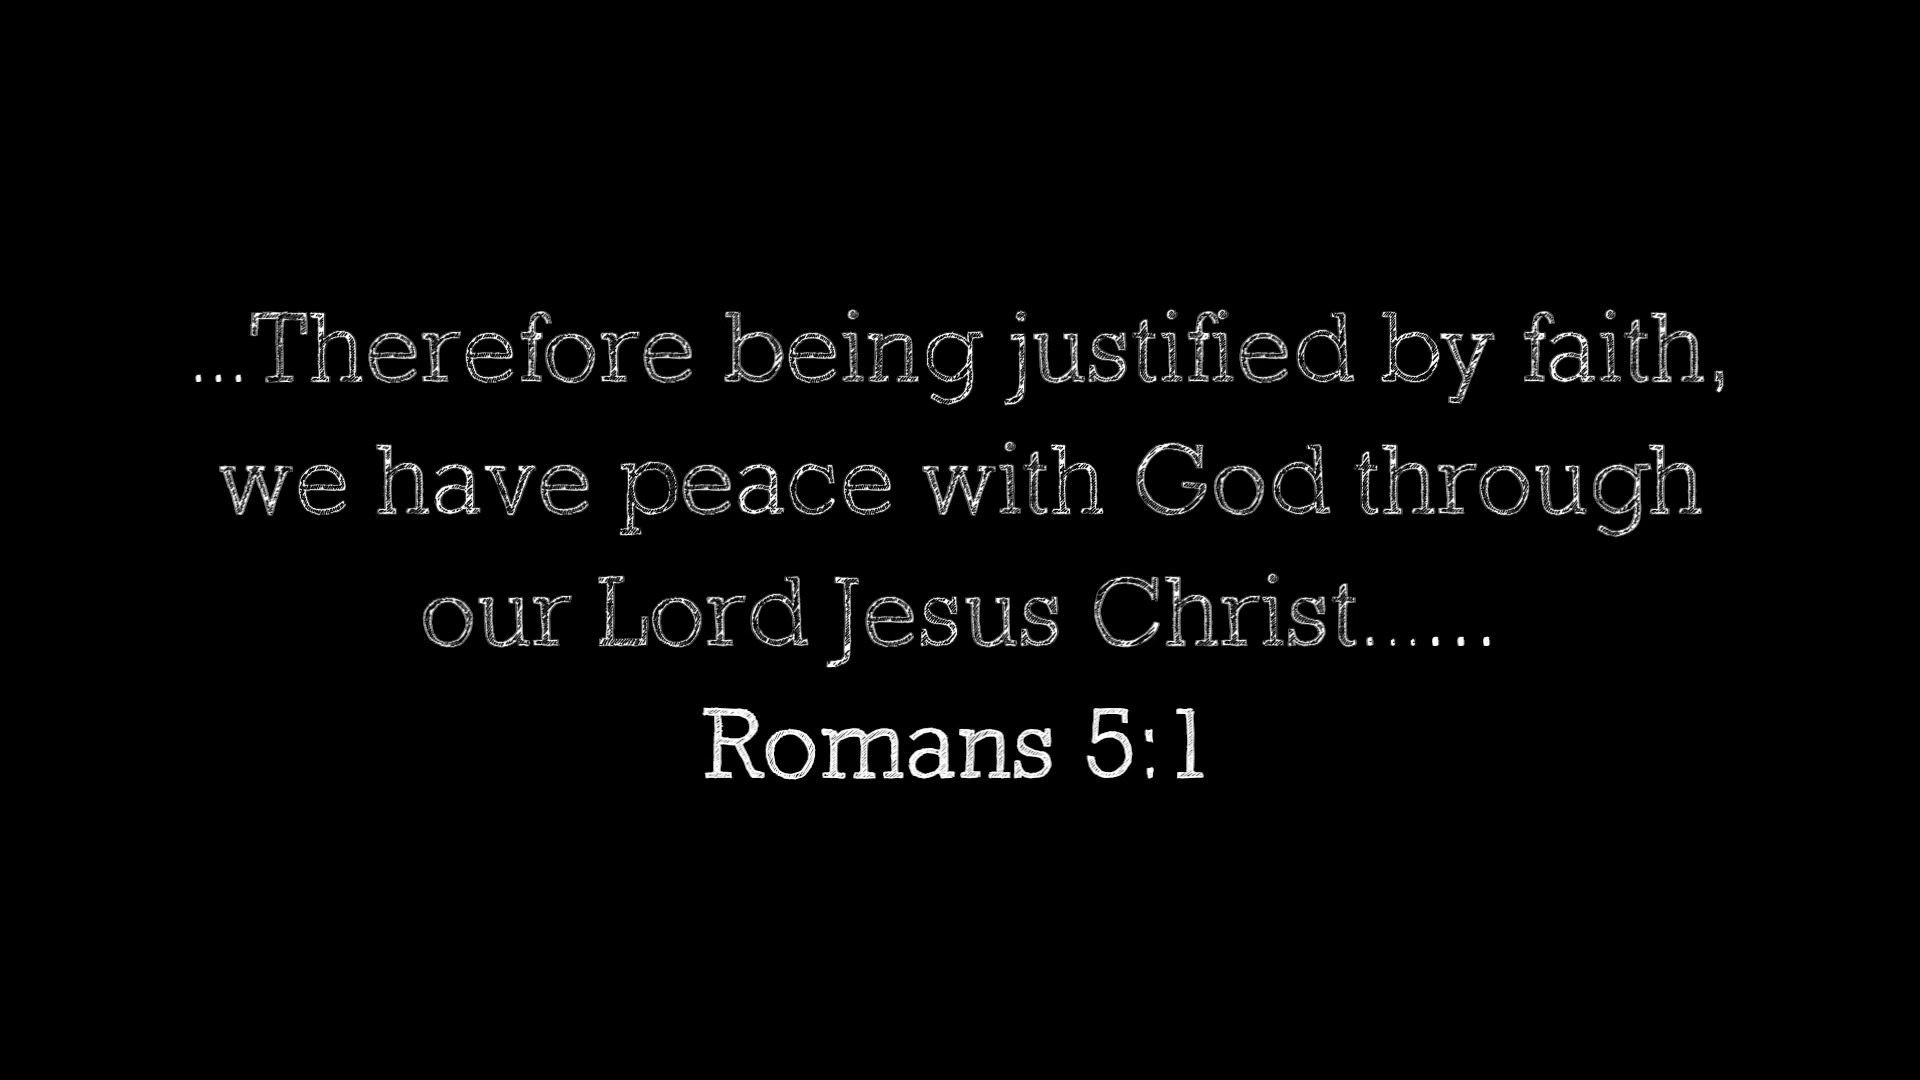 ...Therefore being justified by faith,
we have peace with God through
our Lord Jesus Christ......
Romans 5:1